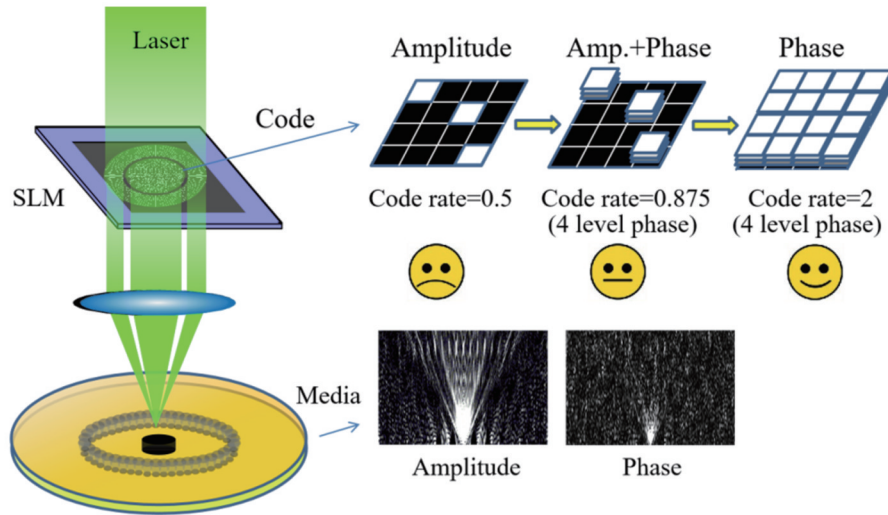 Laser
SLM
Code
Amplitude
Amp.+Phase
Phase
Code rate=0.5
Code rate=0.875
(4 level phase)
Code rate=2
(4 level phase)
Media
Amplitude
Phase